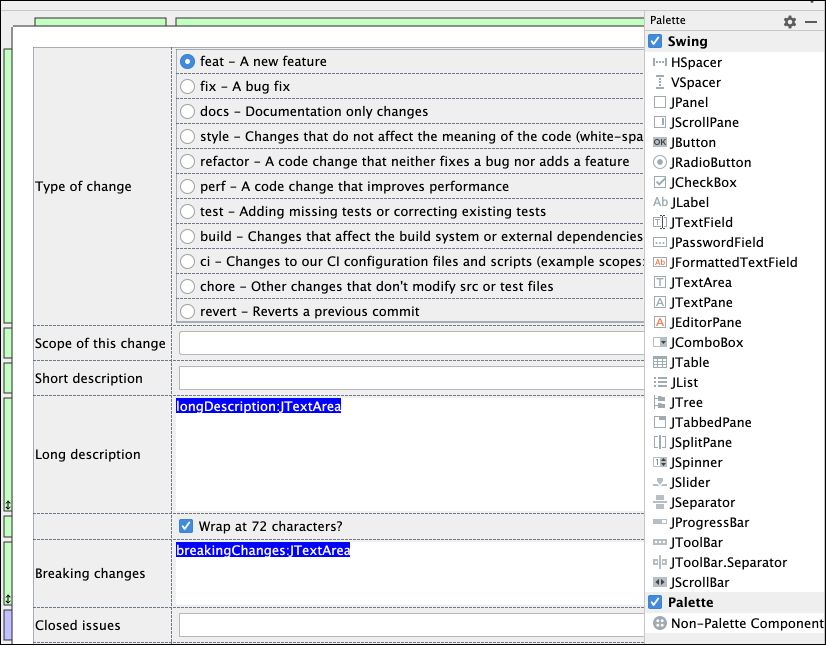 Type of change
feat – A new feature
fix – A bug fix
docs – Documentation only changes
style – Changes that do not affect the meaning of the code (white-spa
refactor – A code change that neither fixes a bug nor adds a feature
perf – A code change that improves performance
test – Adding missing tests or correcting existing tests
build – Changes that affect the build system or external dependencies
ci – Changes to our CI configuration files and scripts (example scopes:
chore – Other changes that don't modify src or test files
revert – Reverts a previous commit
Scope of this change
Short description
Long description
longDescription:JTextArea
Wrap at 72 characters?
Breaking changes
breakingChanges:JTextArea
Closed issues
Palette
Swing
HSpacer
VSpacer
JPanel
JScrollPane
OK JButton
JRadioButton
JCheckBox
Ab JLabel
JTextField
JPasswordField
Ab JFormattedTextField
T JTextArea
A JTextPane
A JEditorPane
JComboBox
JTable
JList
JTree
JTabbedPane
JSplitPane
JSpinner
JSlider
JSeparator
JProgressBar
JToolBar
JToolBar.Separator
JScrollBar
Palette
Non-Palette Component